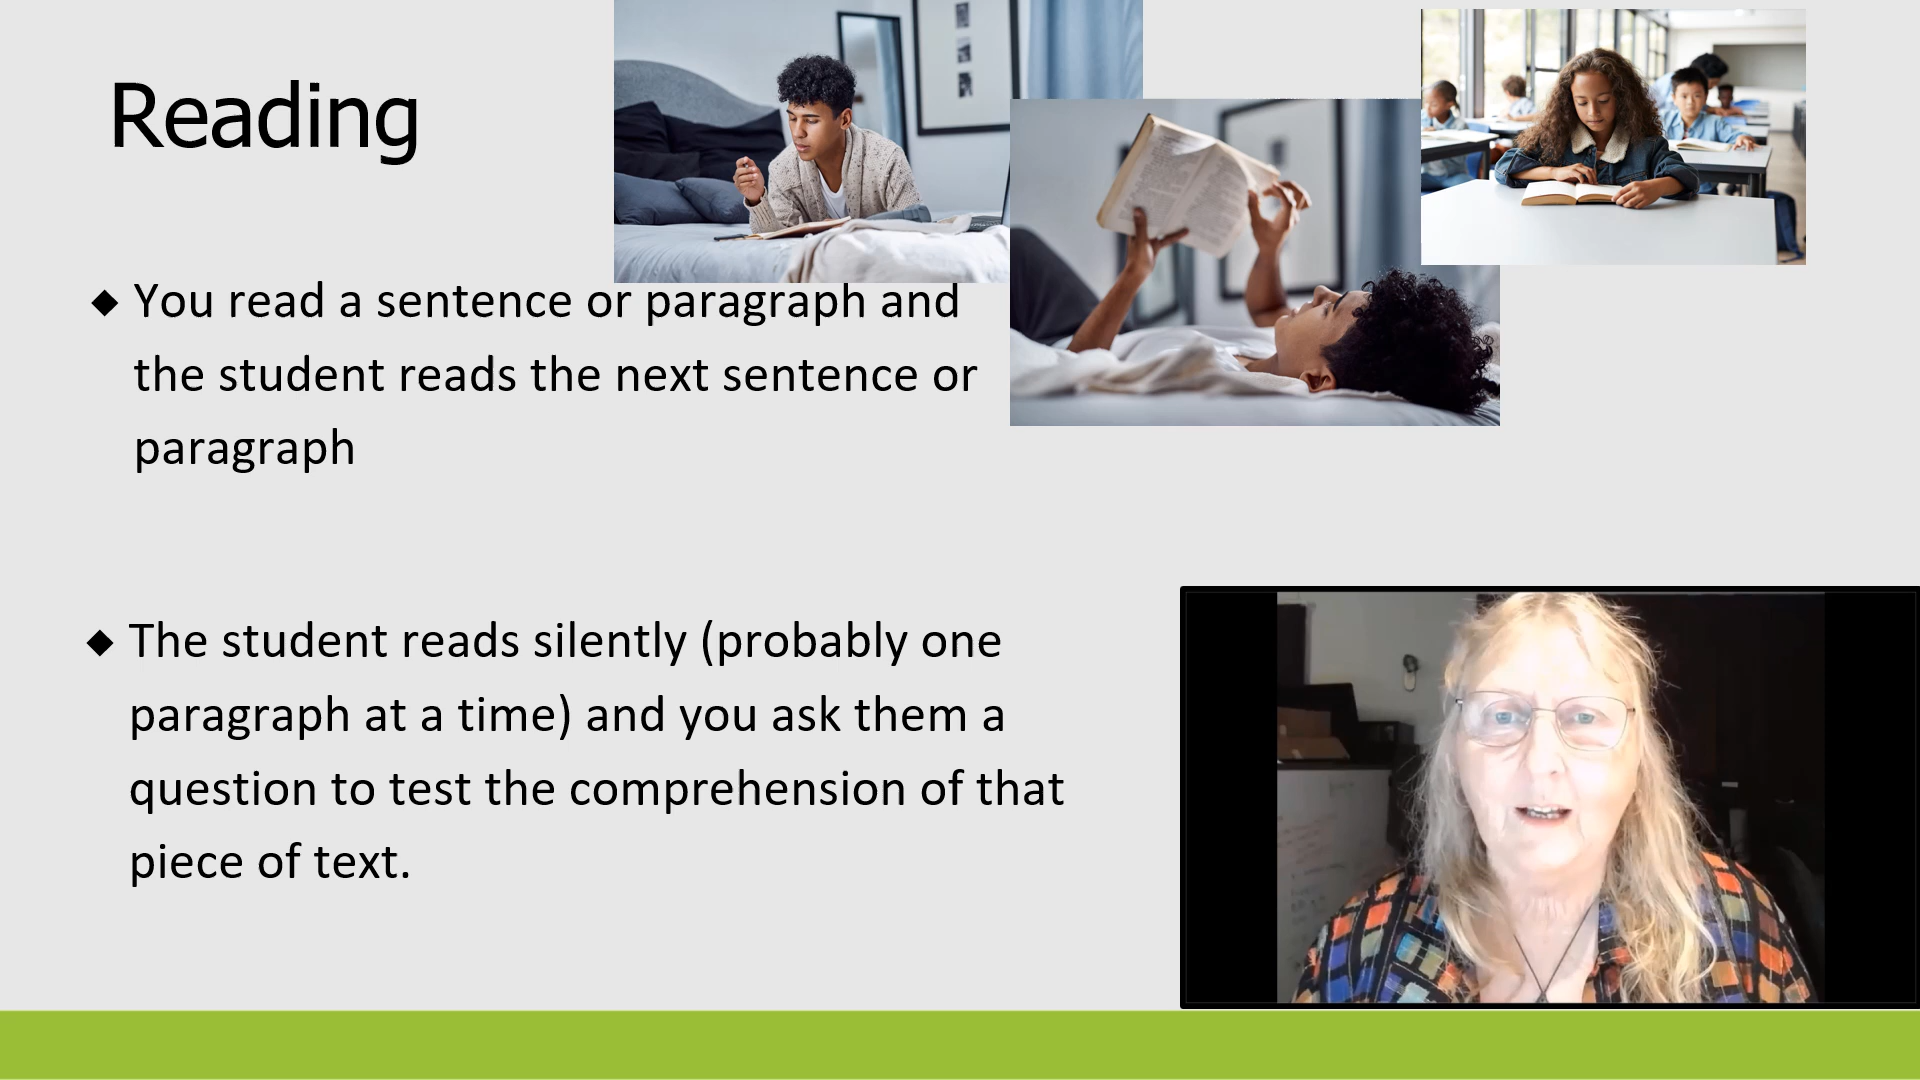 Reading
◆ You read a sentence or paragraph and
the student reads the next sentence or
paragraph
◆ The student reads silently (probably one
paragraph at a time) and you ask them a
question to test the comprehension of that
piece of text.